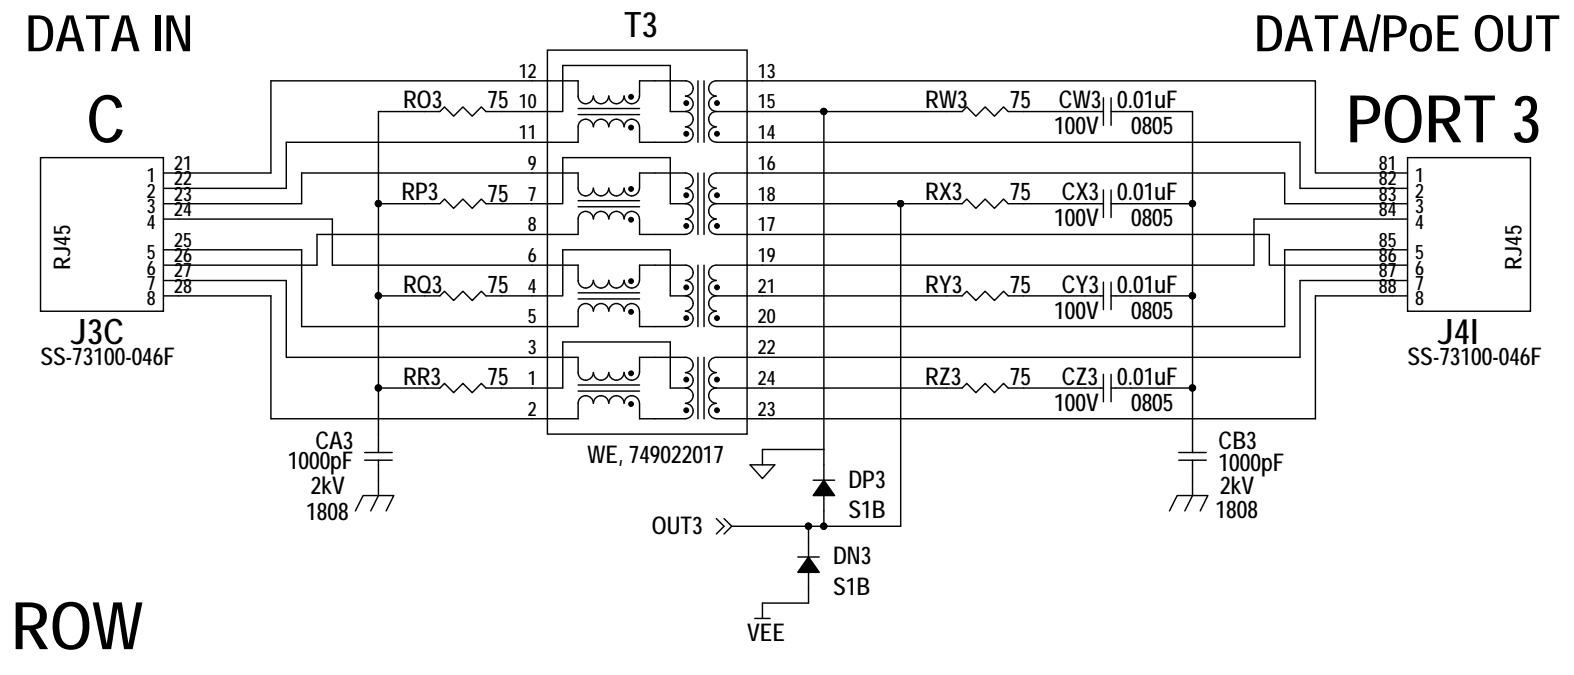 DATA IN
T3
DATA/PoE OUT
C
PORT 3
12
13
RO3 75 10
15 RW3 75 CW3 0.01uF
100V 0805
11
14
9
16
RP3 75 7
18 RX3 75 CX3 0.01uF
100V 0805
8
17
6
19
RQ3 75 4
21 RY3 75 CY3 0.01uF
100V 0805
5
20
3
22
RR3 75 1
24 RZ3 75 CZ3 0.01uF
100V 0805
2
23
RJ45
1 21
2 22
3 23
4 24
5 25
6 26
7 27
8 28
J3C
SS-73100-046F
81 1
82 2
83 3
84 4
85 5
86 6
87 7
88 8
RJ45
J4I
SS-73100-046F
CA3
1000pF
2kV
1808
WE, 749022017
CB3
1000pF
2kV
1808
DP3
S1B
OUT3
DN3
S1B
VEE
ROW